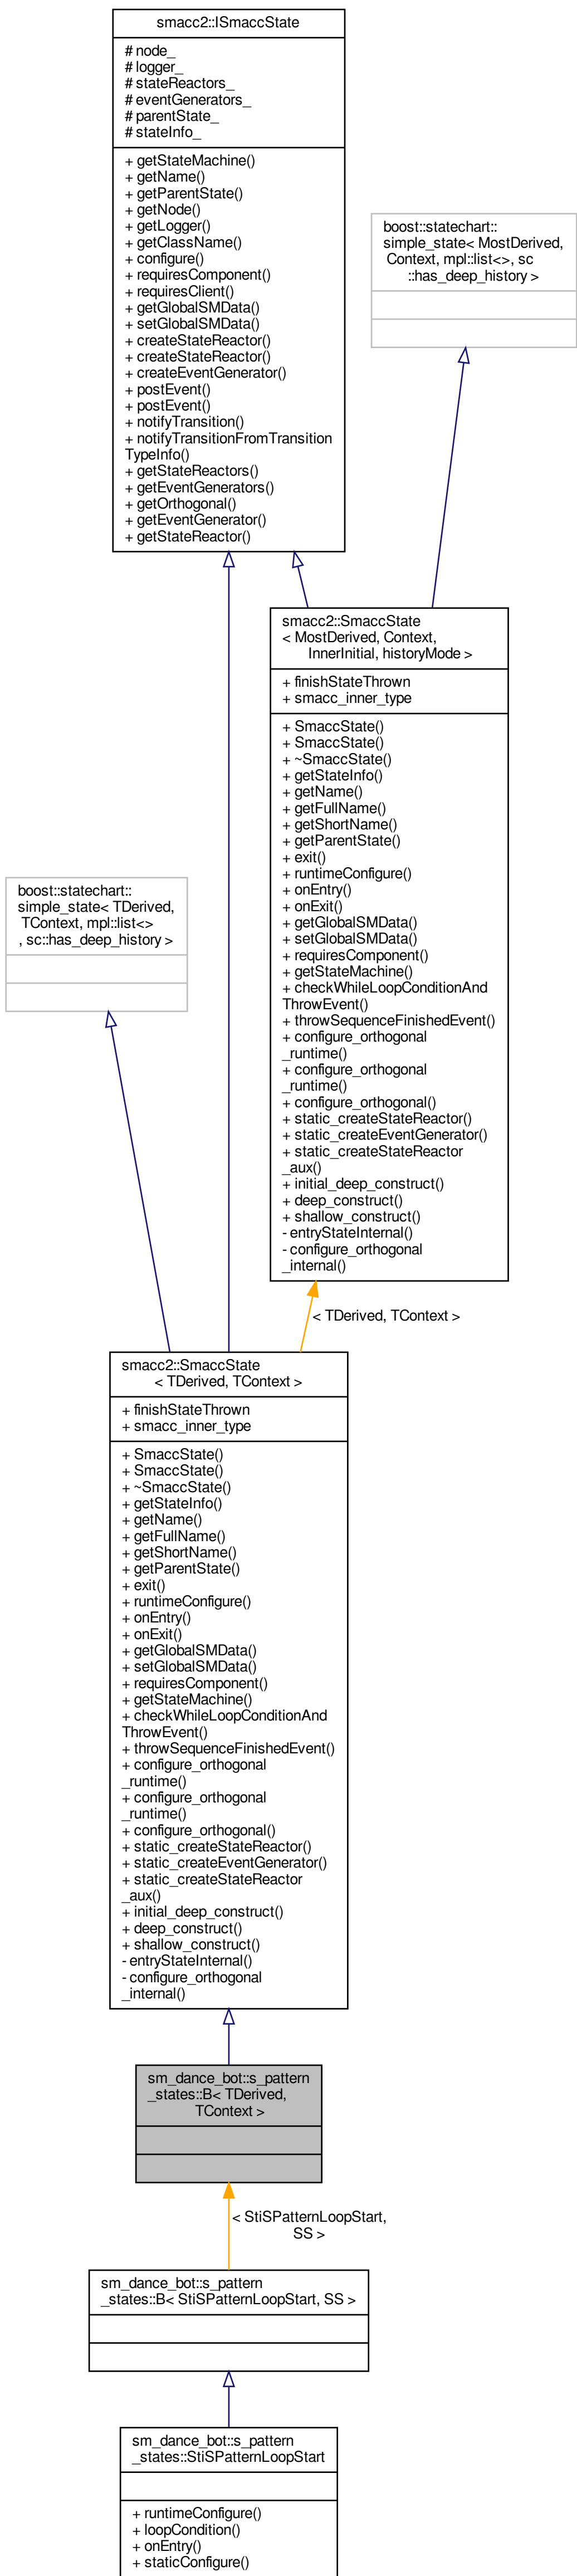 smacc2::ISmaccState
# node_
# logger_
# stateReactors_
# eventGenerators_
# parentState_
# stateInfo_
+ getStateMachine()
+ getName()
+ getParentState()
+ getNode()
+ getLogger()
+ getClassName()
+ configure()
+ requiresComponent()
+ requiresClient()
+ getGlobalSMData()
+ setGlobalSMData()
+ createStateReactor()
+ createStateReactor()
+ createEventGenerator()
+ postEvent()
+ postEvent()
+ notifyTransition()
+ notifyTransitionFromTransition
TypeInfo()
+ getStateReactors()
+ getEventGenerators()
+ getOrthogonal()
+ getEventGenerator()
+ getStateReactor()
boost::statechart::
simple_state< MostDerived,
Context, mpl::list<>, sc
::has_deep_history >
smacc2::SmaccState
< MostDerived, Context,
InnerInitial, historyMode >
+ finishStateThrown
+ smacc_inner_type
+ SmaccState()
+ SmaccState()
+ ~SmaccState()
+ getStateInfo()
+ getName()
+ getFullName()
+ getShortName()
+ getParentState()
+ exit()
+ runtimeConfigure()
+ onEntry()
+ onExit()
+ getGlobalSMData()
+ setGlobalSMData()
+ requiresComponent()
+ getStateMachine()
+ checkWhileLoopConditionAnd
ThrowEvent()
+ throwSequenceFinishedEvent()
+ configure_orthogonal
_runtime()
+ configure_orthogonal
_runtime()
+ configure_orthogonal()
+ static_createStateReactor()
+ static_createEventGenerator()
+ static_createStateReactor
_aux()
+ initial_deep_construct()
+ deep_construct()
+ shallow_construct()
- entryStateInternal()
- configure_orthogonal
_internal()
boost::statechart::
simple_state< TDerived,
TContext, mpl::list<>
, sc::has_deep_history >
< TDerived, TContext >
smacc2::SmaccState
< TDerived, TContext >
+ finishStateThrown
+ smacc_inner_type
+ SmaccState()
+ SmaccState()
+ ~SmaccState()
+ getStateInfo()
+ getName()
+ getFullName()
+ getShortName()
+ getParentState()
+ exit()
+ runtimeConfigure()
+ onEntry()
+ onExit()
+ getGlobalSMData()
+ setGlobalSMData()
+ requiresComponent()
+ getStateMachine()
+ checkWhileLoopConditionAnd
ThrowEvent()
+ throwSequenceFinishedEvent()
+ configure_orthogonal
_runtime()
+ configure_orthogonal
_runtime()
+ configure_orthogonal()
+ static_createStateReactor()
+ static_createEventGenerator()
+ static_createStateReactor
_aux()
+ initial_deep_construct()
+ deep_construct()
+ shallow_construct()
- entryStateInternal()
- configure_orthogonal
_internal()
sm_dance_bot::s_pattern
_states::B< TDerived,
TContext >
< StiSPatternLoopStart,
SS >
sm_dance_bot::s_pattern
_states::B< StiSPatternLoopStart, SS >
sm_dance_bot::s_pattern
_states::StiSPatternLoopStart
+ runtimeConfigure()
+ loopCondition()
+ onEntry()
+ staticConfigure()